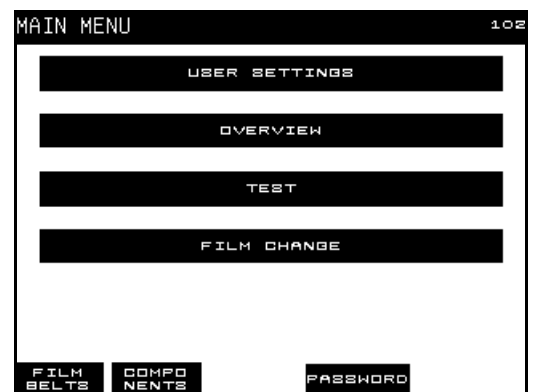 MAIN MENU 102
USER SETTINGS
OVERVIEW
TEST
FILM CHANGE
FILM
BELTS
COMPO
NENTS
PASSWORD